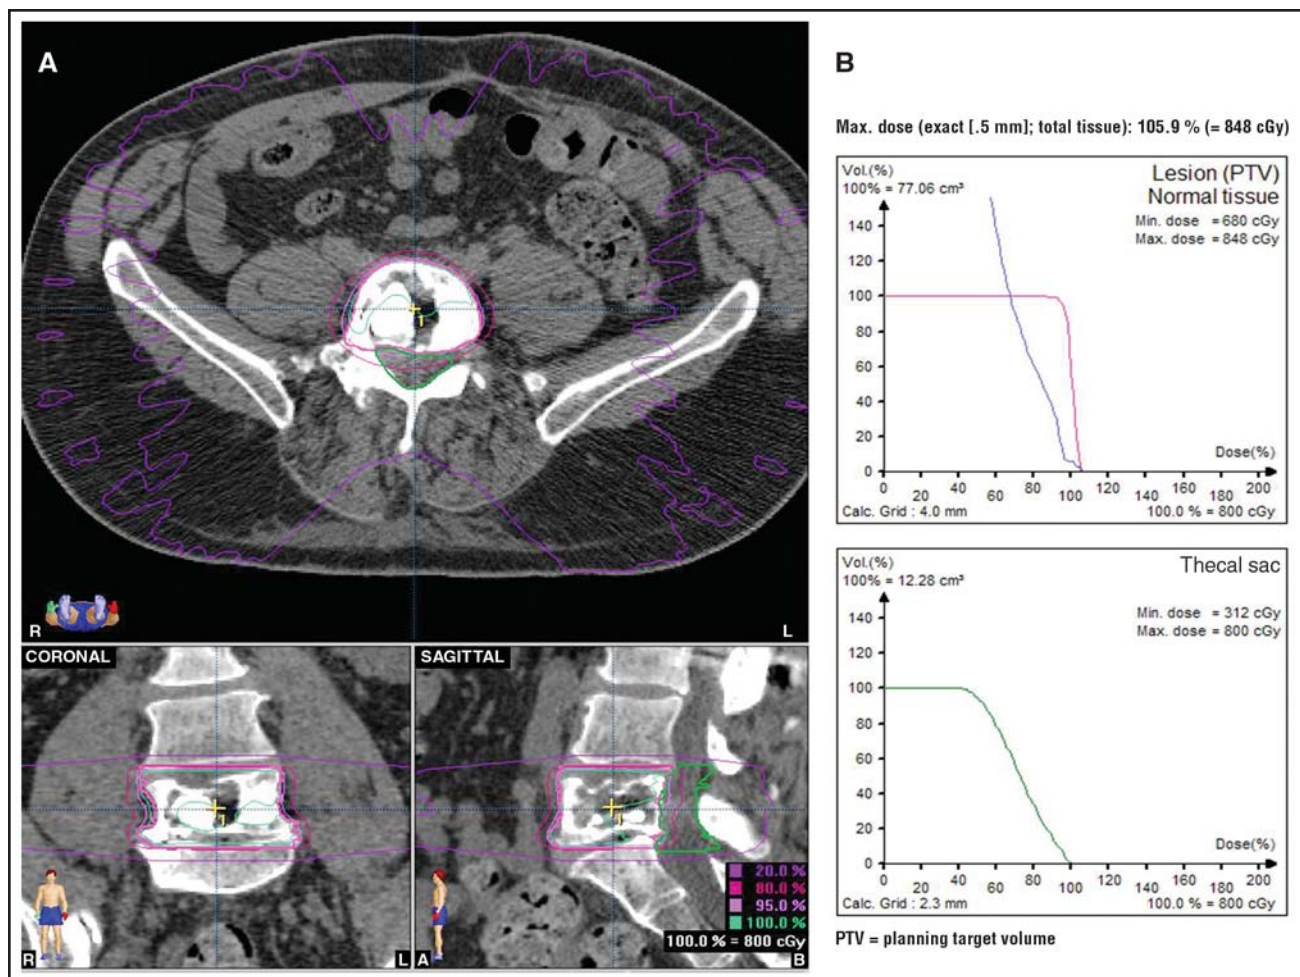 A
R
L
CORONAL
R
L
SAGITTAL
20.0 %
80.0 %
95.0 %
100.0 %
100.0 % = 800 cGy
A
B
1
1
1
B
Max. dose (exact [.5 mm]; total tissue): 105.9 % (= 848 cGy)
Vol.(%)
100% = 77.06 cm³
Lesion (PTV)
Normal tissue
Min. dose = 680 cGy
Max. dose = 848 cGy
140
120
100
80
60
40
20
0
Dose(%)
0 20 40 60 80 100 120 140 160 180 200
Calc. Grid : 4.0 mm
100.0 % = 800 cGy
Vol.(%)
100% = 12.28 cm³
Thecal sac
Min. dose = 312 cGy
Max. dose = 800 cGy
140
120
100
80
60
40
20
0
Dose(%)
0 20 40 60 80 100 120 140 160 180 200
Calc. Grid : 2.3 mm
100.0 % = 800 cGy
PTV = planning target volume